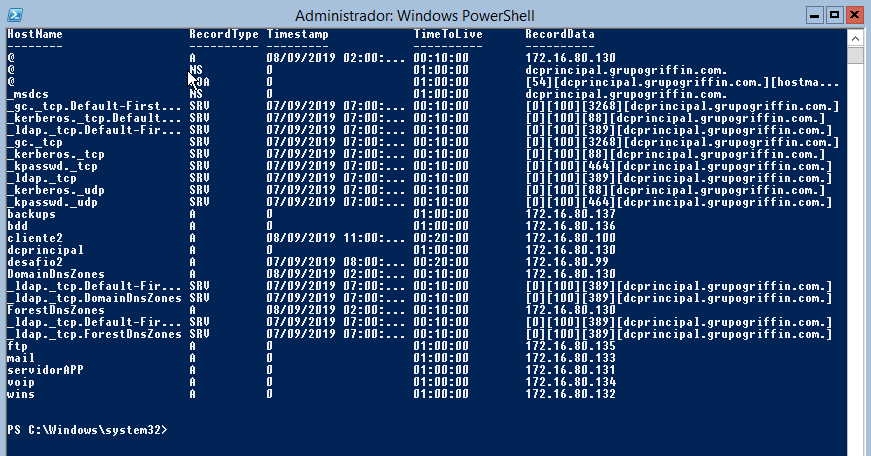 Administrador: Windows PowerShell
HostName RecordType Timestamp TimeToLive RecordData
-------- ---------- --------- ---------- ----------
@ A 08/09/2019 02:00:... 00:10:00 172.16.80.130
@ NS 0 01:00:00 dcprincipal.grupogriffin.com.
@ 0 01:00:00 [54][dcprincipal.grupogriffin.com.][hostma...
_msdcs NS 0 01:00:00 dcprincipal.grupogriffin.com.
_gc._tcp.Default-First... SRV 07/09/2019 07:00:... 00:10:00 [0][100][3268][dcprincipal.grupogriffin.com.]
_kerberos._tcp.Default... SRV 07/09/2019 07:00:... 00:10:00 [0][100][88][dcprincipal.grupogriffin.com.]
_ldap._tcp.Default-Fir... SRV 07/09/2019 07:00:... 00:10:00 [0][100][389][dcprincipal.grupogriffin.com.]
_gc._tcp SRV 07/09/2019 07:00:... 00:10:00 [0][100][3268][dcprincipal.grupogriffin.com.]
_kerberos._tcp SRV 07/09/2019 07:00:... 00:10:00 [0][100][88][dcprincipal.grupogriffin.com.]
_kpasswd._tcp SRV 07/09/2019 07:00:... 00:10:00 [0][100][464][dcprincipal.grupogriffin.com.]
_ldap._tcp SRV 07/09/2019 07:00:... 00:10:00 [0][100][389][dcprincipal.grupogriffin.com.]
_kerberos._udp SRV 07/09/2019 07:00:... 00:10:00 [0][100][88][dcprincipal.grupogriffin.com.]
_kpasswd._udp SRV 07/09/2019 07:00:... 00:10:00 [0][100][464][dcprincipal.grupogriffin.com.]
backups A 0 01:00:00 172.16.80.137
bdd A 0 01:00:00 172.16.80.136
cliente2 A 08/09/2019 11:00:... 00:20:00 172.16.80.100
dcprincipal A 0 01:00:00 172.16.80.130
desafio2 A 07/09/2019 08:00:... 00:20:00 172.16.80.99
DomainDnsZones A 08/09/2019 02:00:... 00:10:00 172.16.80.130
_ldap._tcp.Default-Fir... SRV 07/09/2019 07:00:... 00:10:00 [0][100][389][dcprincipal.grupogriffin.com.]
_ldap._tcp.DomainDnsZones SRV 07/09/2019 07:00:... 00:10:00 [0][100][389][dcprincipal.grupogriffin.com.]
ForestDnsZones A 08/09/2019 02:00:... 00:10:00 172.16.80.130
_ldap._tcp.Default-Fir... SRV 07/09/2019 07:00:... 00:10:00 [0][100][389][dcprincipal.grupogriffin.com.]
_ldap._tcp.ForestDnsZones SRV 07/09/2019 07:00:... 00:10:00 [0][100][389][dcprincipal.grupogriffin.com.]
ftp A 0 01:00:00 172.16.80.135
mail A 0 01:00:00 172.16.80.133
servidorAPP A 0 01:00:00 172.16.80.131
voip A 0 01:00:00 172.16.80.134
wins A 0 01:00:00 172.16.80.132
PS C:\Windows\system32>